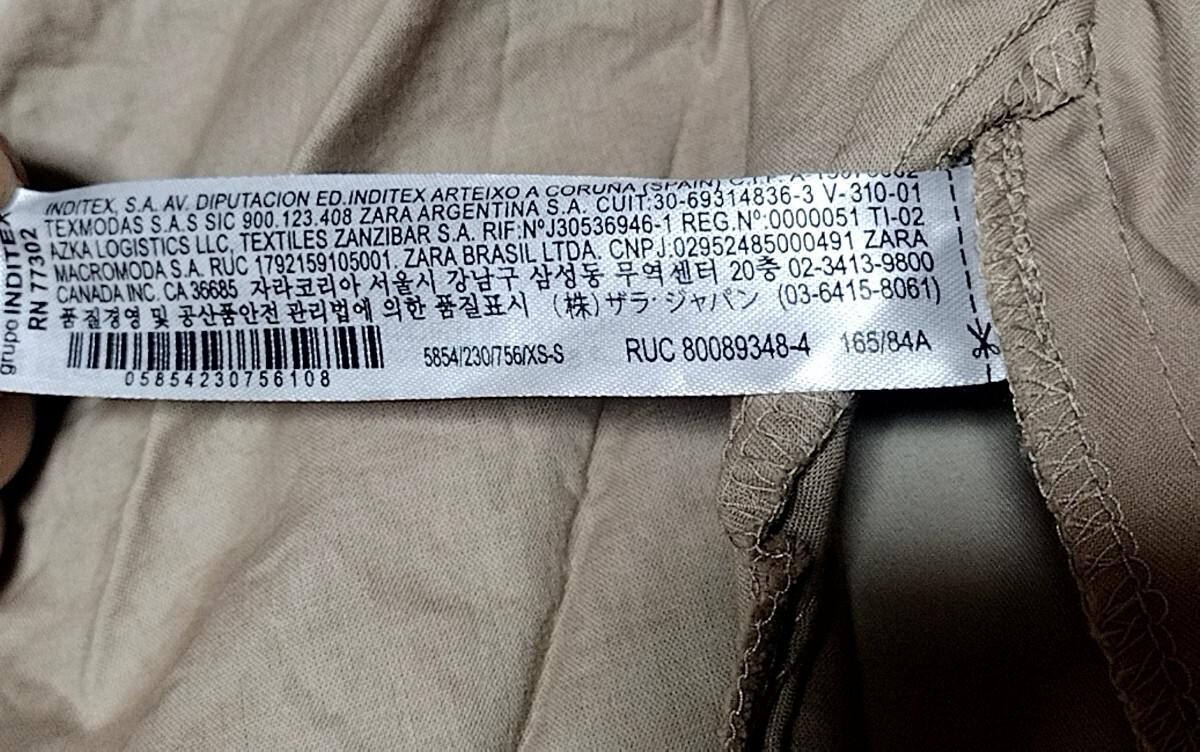 INDITEX, S.A. AV. DIPUTACION ED.INDITEX ARTEIXO A CORUÑA (SPAIN) C.I.F.
TEXMODAS S.A.S SIC 900.123.408 ZARA ARGENTINA S.A. CUIT:30-69314836-3 V-310-01
AZKA LOGISTICS LLC, TEXTILES ZANZIBAR S.A. RIF:NºJ30536946-1 REG.Nº:0000051 TI-02
MACROMODA S.A. RUC 1792159105001, ZARA BRASIL LTDA. CNPJ.02952485000491 ZARA
CANADA INC. CA 36685 자라코리아 서울시 강남구 삼성동 무역센터 20층 02-3413-9800
품질경영 및 공산품안전 관리법에 의한 품질표시 (株)ザラ・ジャパン (03-6415-8061)
5854/230/756/XS-S RUC 80089348-4 165/84A
05854230756108
grupo INDITEX
RN 77302